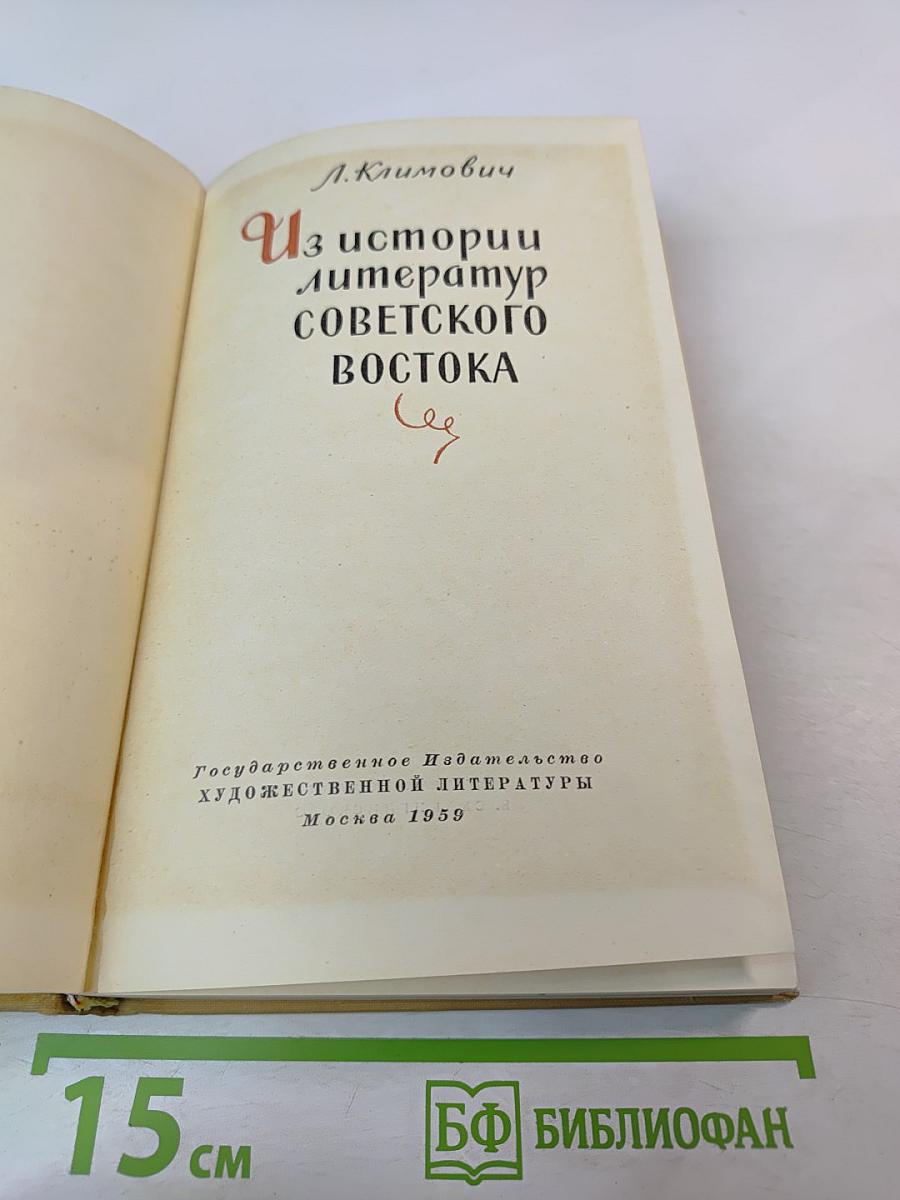 Л. Климович
Из истории
литератур
СОВЕТСКОГО
ВОСТОКА
Государственное Издательство
ХУДОЖЕСТВЕННОЙ ЛИТЕРАТУРЫ
Москва 1959
15 см
БФ БИБЛИОФАН